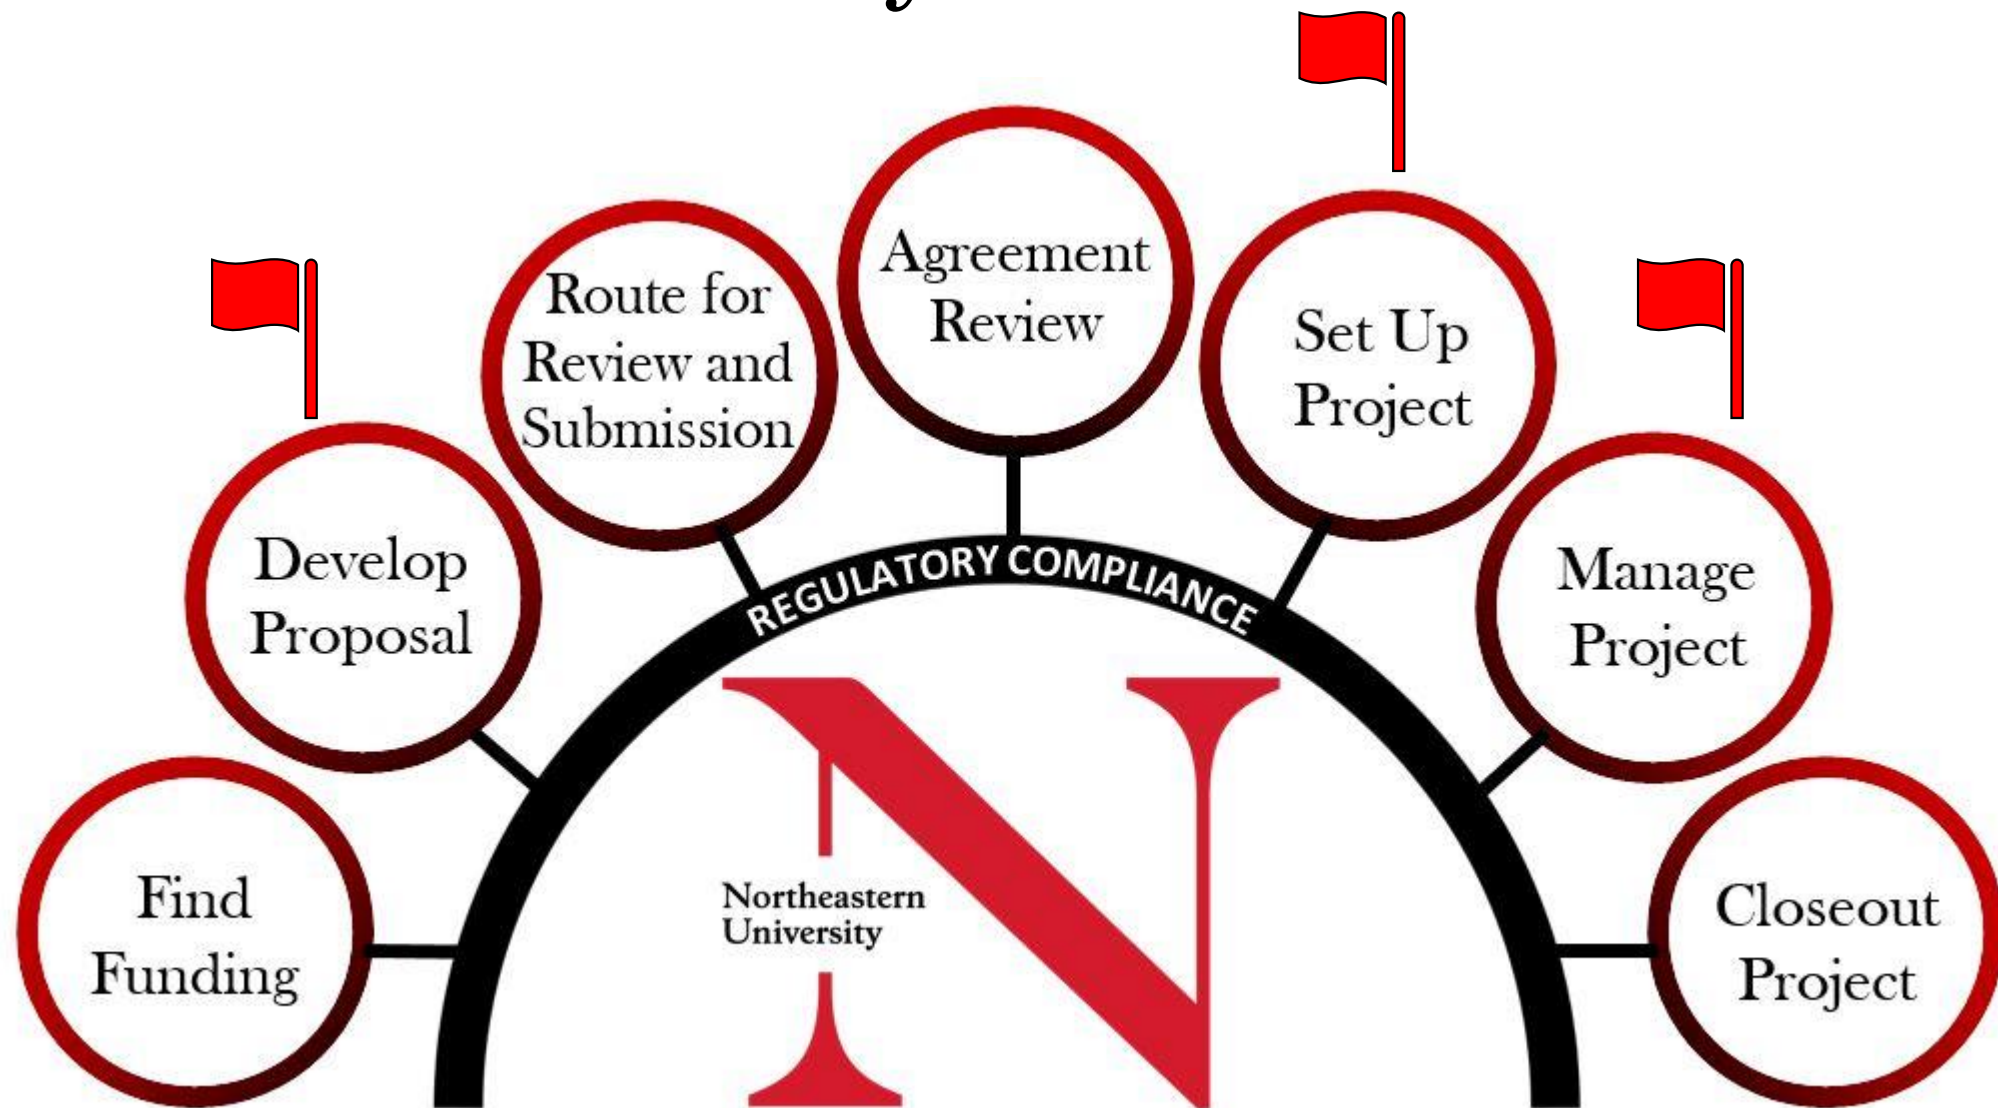 Find
Funding
Develop
Proposal
Route for
Review and
Submission
Agreement
Review
Set Up
Project
Manage
Project
Closeout
Project
REGULATORY COMPLIANCE
Northeastern
University
N